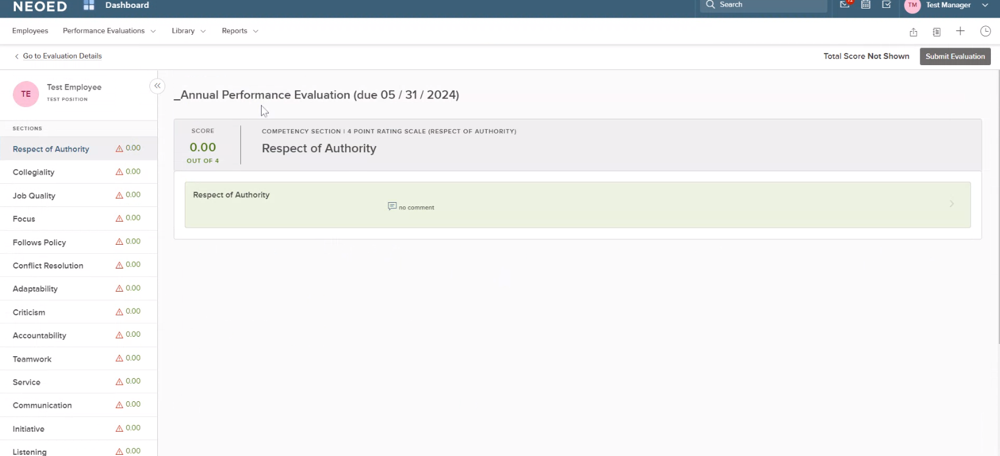 NEOED
Dashboard
Search
72
TM
Test Manager
Employees
Performance Evaluations
Library
Reports
Go to Evaluation Details
Total Score Not Shown
Submit Evaluation
TE
Test Employee
TEST POSITION
SECTIONS
Respect of Authority 0.00
Collegiality 0.00
Job Quality 0.00
Focus 0.00
Follows Policy 0.00
Conflict Resolution 0.00
Adaptability 0.00
Criticism 0.00
Accountability 0.00
Teamwork 0.00
Service 0.00
Communication 0.00
Initiative 0.00
Listening 0.00
_Annual Performance Evaluation (due 05 / 31 / 2024)
SCORE
0.00
OUT OF 4
COMPETENCY SECTION | 4 POINT RATING SCALE (RESPECT OF AUTHORITY)
Respect of Authority
Respect of Authority
no comment